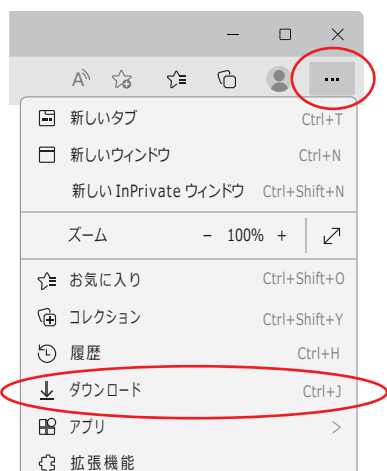 A
新しいタブ Ctrl+T
新しいウィンドウ Ctrl+N
新しい InPrivate ウィンドウ Ctrl+Shift+N
ズーム － 100% +
お気に入り Ctrl+Shift+O
コレクション Ctrl+Shift+Y
履歴 Ctrl+H
ダウンロード Ctrl+J
アプリ >
拡張機能